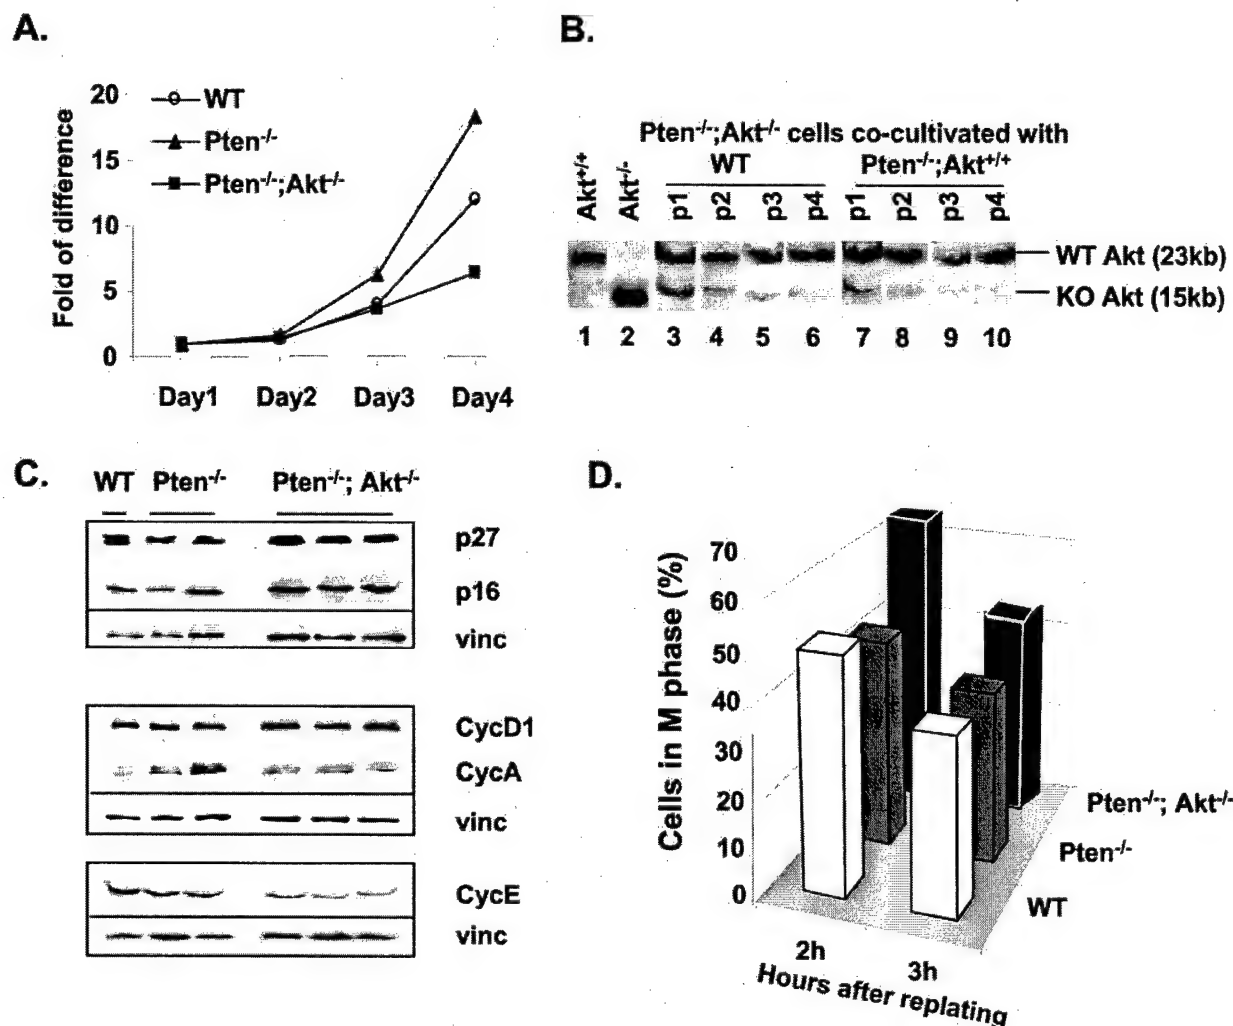 A.
20
15
10
5
0
Fold of difference
WT
Pten-/-
Pten-/-;Akt-/-
Day1 Day2 Day3 Day4
B.
Pten-/-;Akt-/- cells co-cultivated with
WT Pten-/-;Akt+/+
Akt+/+ Akt-/- p1 p2 p3 p4 p1 p2 p3 p4
WT Akt (23kb)
KO Akt (15kb)
1 2 3 4 5 6 7 8 9 10
C.
WT Pten-/- Pten-/-; Akt-/-
p27
p16
vinc
CycD1
CycA
vinc
CycE
vinc
D.
Cells in M phase (%)
70
60
50
40
30
20
10
0
Pten-/-; Akt-/-
Pten-/-
WT
2h
3h
Hours after replating